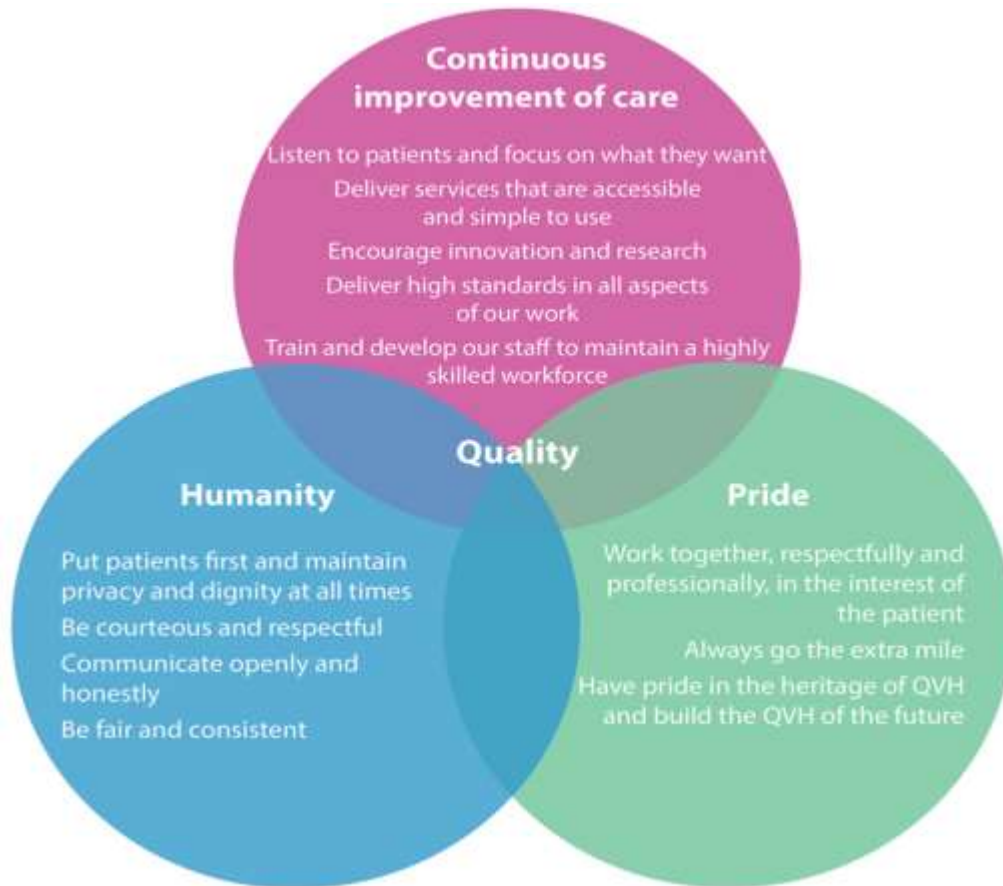 Continuous
improvement of care
Listen to patients and focus on what they want
Deliver services that are accessible
and simple to use
Encourage innovation and research
Deliver high standards in all aspects
of our work
Train and develop our staff to maintain a highly
skilled workforce
Quality
Humanity
Put patients first and maintain
privacy and dignity at all times
Be courteous and respectful
Communicate openly and
honestly
Be fair and consistent
Pride
Work together, respectfully and
professionally, in the interest of
the patient
Always go the extra mile
Have pride in the heritage of QVH
and build the QVH of the future